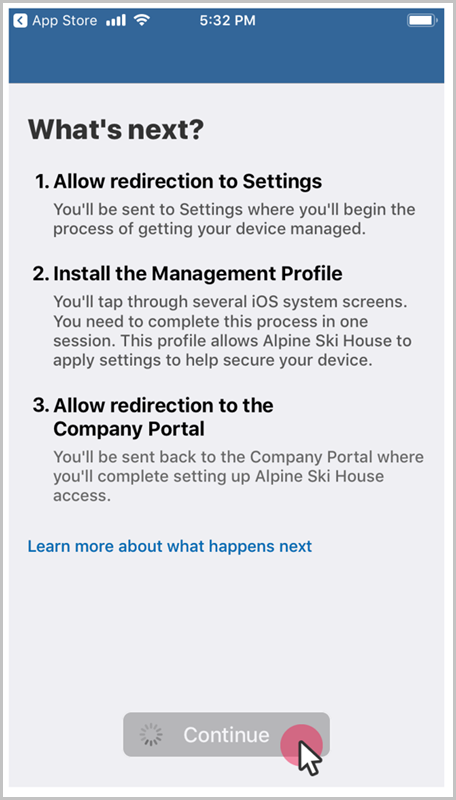 App Store 5:32 PM
What's next?
1. Allow redirection to Settings
You'll be sent to Settings where you'll begin the
process of getting your device managed.
2. Install the Management Profile
You'll tap through several iOS system screens.
You need to complete this process in one
session. This profile allows Alpine Ski House to
apply settings to help secure your device.
3. Allow redirection to the
Company Portal
You'll be sent back to the Company Portal where
you'll complete setting up Alpine Ski House
access.
Learn more about what happens next
Continue